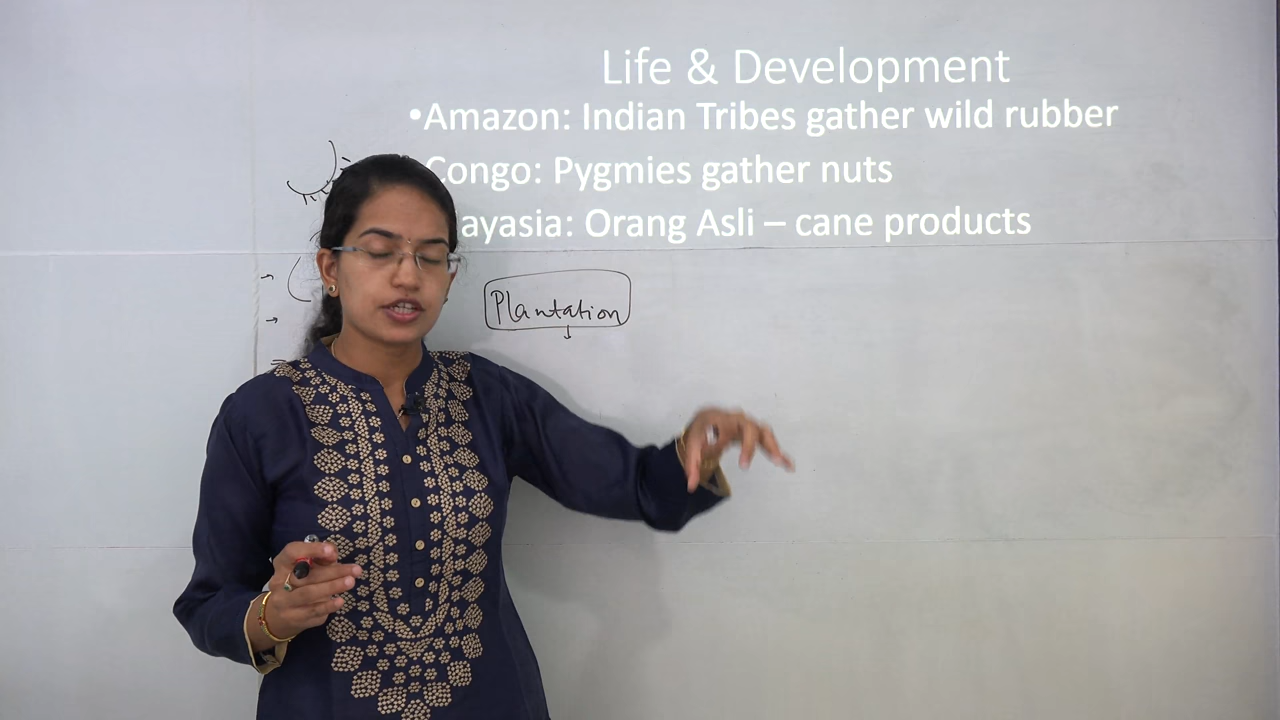 Life & Development
•Amazon: Indian Tribes gather wild rubber
Congo: Pygmies gather nuts
ayasia: Orang Asli – cane products
Plantation